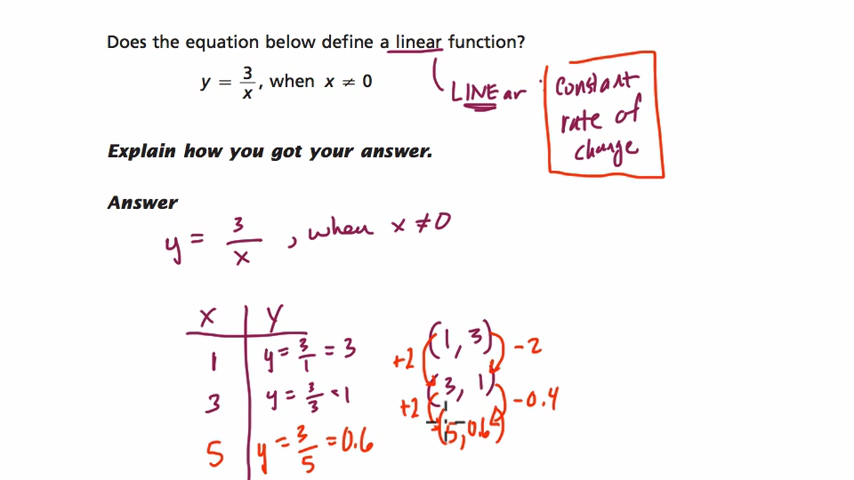 Does the equation below define a linear function?
y = 3/x, when x ≠ 0
LINEar
constant
rate of
change
Explain how you got your answer.
Answer
y = 3/x, when x ≠ 0
x | y
1 | y = 3/1 = 3
3 | y = 3/3 = 1
5 | y = 3/5 = 0.6
(1, 3)
+2 -2
(3, 1)
+2 -0.4
(5, 0.6)